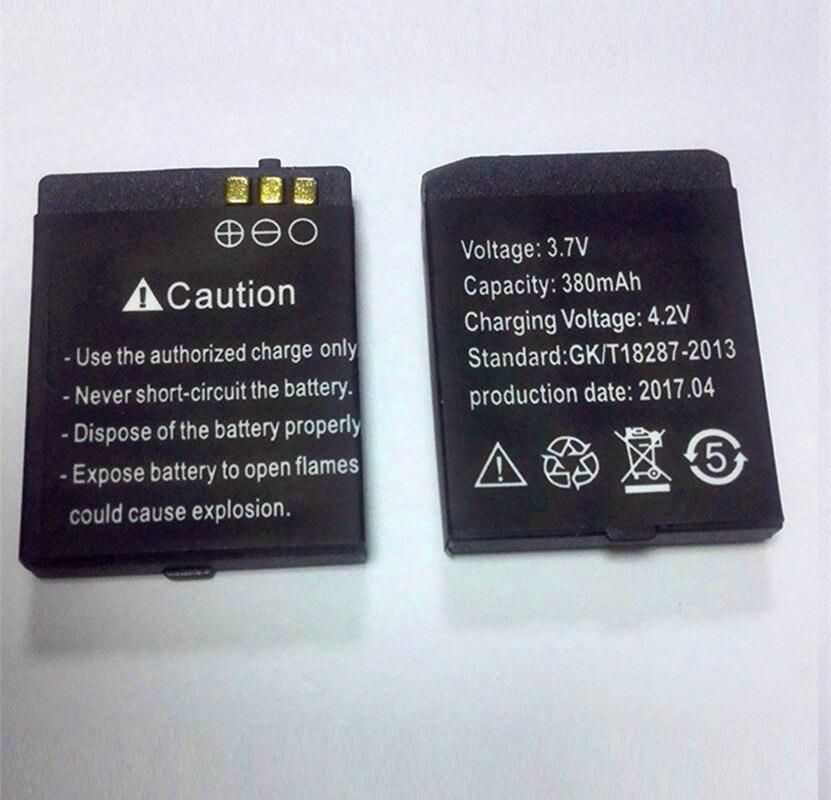 ⚠Caution
- Use the authorized charge only
- Never short-circuit the battery.
- Dispose of the battery properly
- Expose battery to open flames
could cause explosion.
Voltage: 3.7V
Capacity: 380mAh
Charging Voltage: 4.2V
Standard:GK/T18287-2013
production date: 2017.04
5